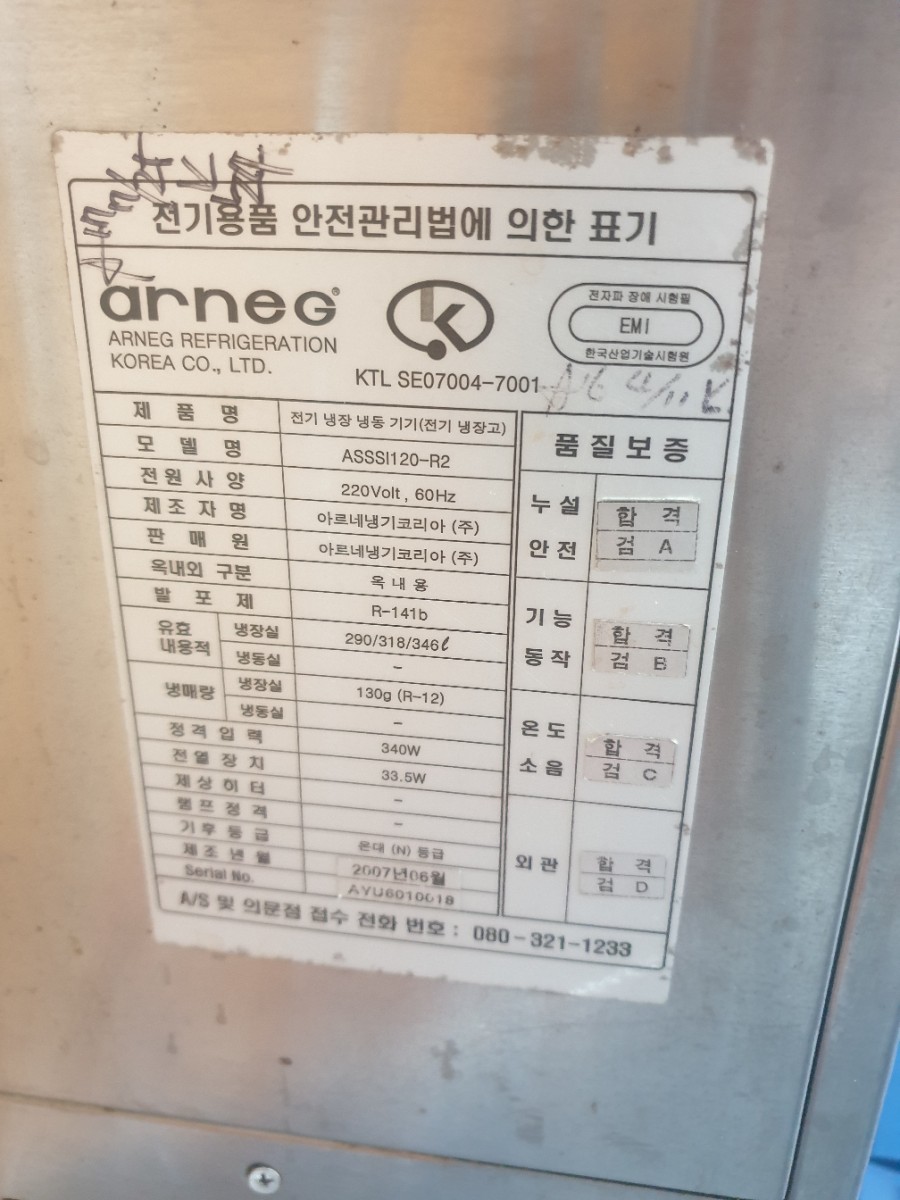 전기용품 안전관리법에 의한 표기
arneg®
ARNEG REFRIGERATION
KOREA CO., LTD.
KTL SE07004-7001
전자파 장애 시험필
EMI
한국산업기술시험원
제품명 전기 냉장 냉동 기기(전기 냉장고)
모델명 ASSSI120-R2
전원사양 220Volt, 60Hz
제조자명 아르네냉기코리아 (주)
판매원 아르네냉기코리아 (주)
옥내외 구분 옥내용
발포제 R-141b
유효 내용적 냉장실 290/318/346ℓ
냉동실 -
냉매량 냉장실 130g (R-12)
냉동실 -
정격입력 340W
전열장치 33.5W
제상히터 -
램프정격 -
기후등급 온대 (N) 등급
제조년월 2007년06월
Serial No. AYU6010018
품질보증
누설 안전 합격 검 A
기능 동작 합격 검 B
온도 소음 합격 검 C
외관 합격 검 D
A/S 및 의문점 접수 전화 번호 : 080-321-1233